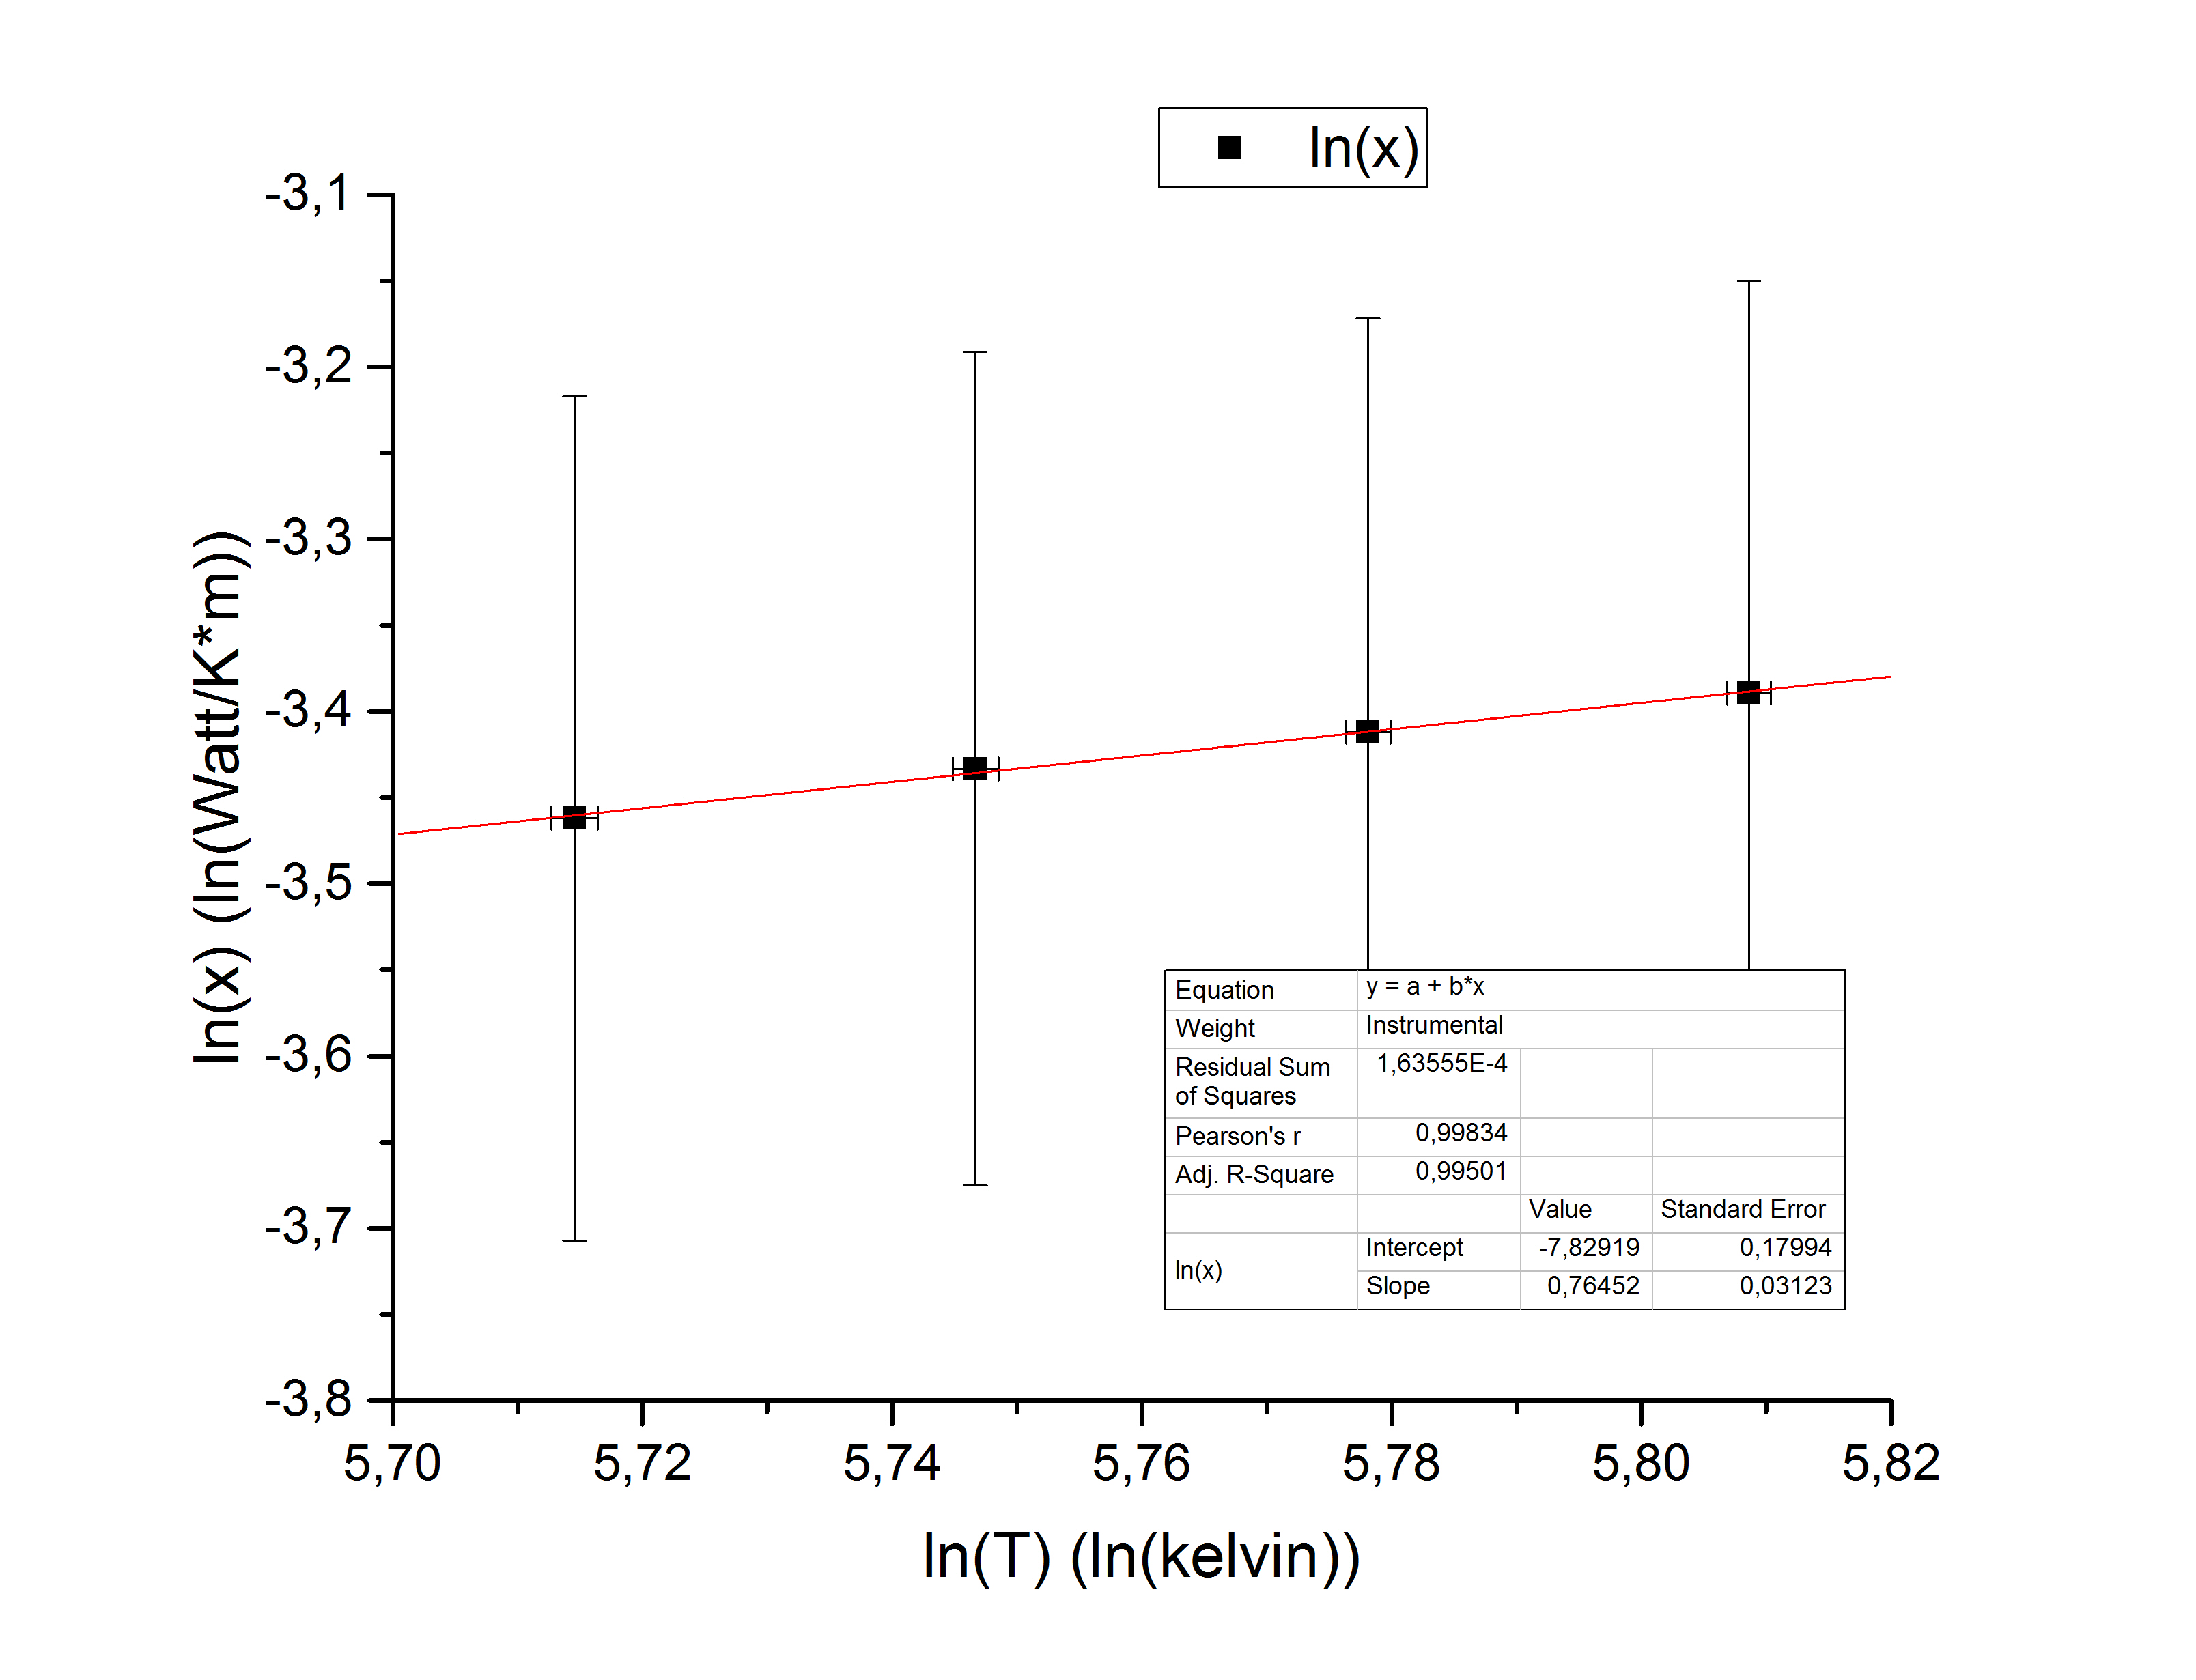 ln(x)
-3,1
-3,2
-3,3
-3,4
-3,5
-3,6
-3,7
-3,8
ln(x) (ln(Watt/K*m))
Equation y = a + b*x
Weight Instrumental
Residual Sum of Squares 1,63555E-4
Pearson's r 0,99834
Adj. R-Square 0,99501
Value Standard Error
ln(x) Intercept -7,82919 0,17994
Slope 0,76452 0,03123
5,70 5,72 5,74 5,76 5,78 5,80 5,82
ln(T) (ln(kelvin))